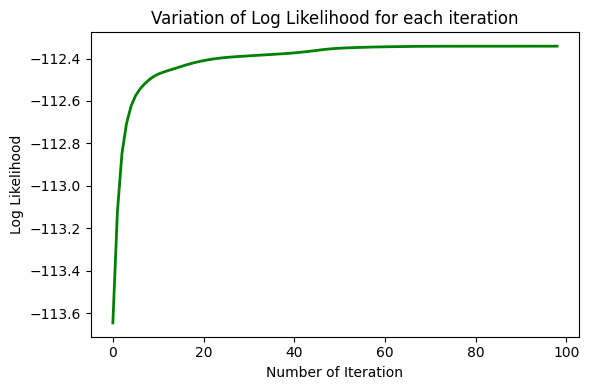 Variation of Log Likelihood for each iteration
Log Likelihood
−112.4
−112.6
−112.8
−113.0
−113.2
−113.4
−113.6
0 20 40 60 80 100
Number of Iteration